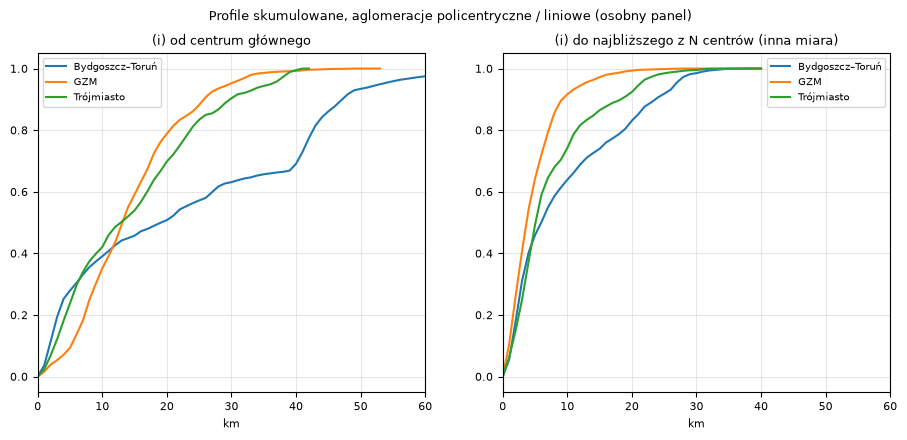 Profile skumulowane, aglomeracje policentryczne / liniowe (osobny panel)
(i) od centrum głównego
Bydgoszcz–Toruń
GZM
Trójmiasto
1.0
0.8
0.6
0.4
0.2
0.0
0 10 20 30 40 50 60
km
(i) do najbliższego z N centrów (inna miara)
Bydgoszcz–Toruń
GZM
Trójmiasto
1.0
0.8
0.6
0.4
0.2
0.0
0 10 20 30 40 50 60
km